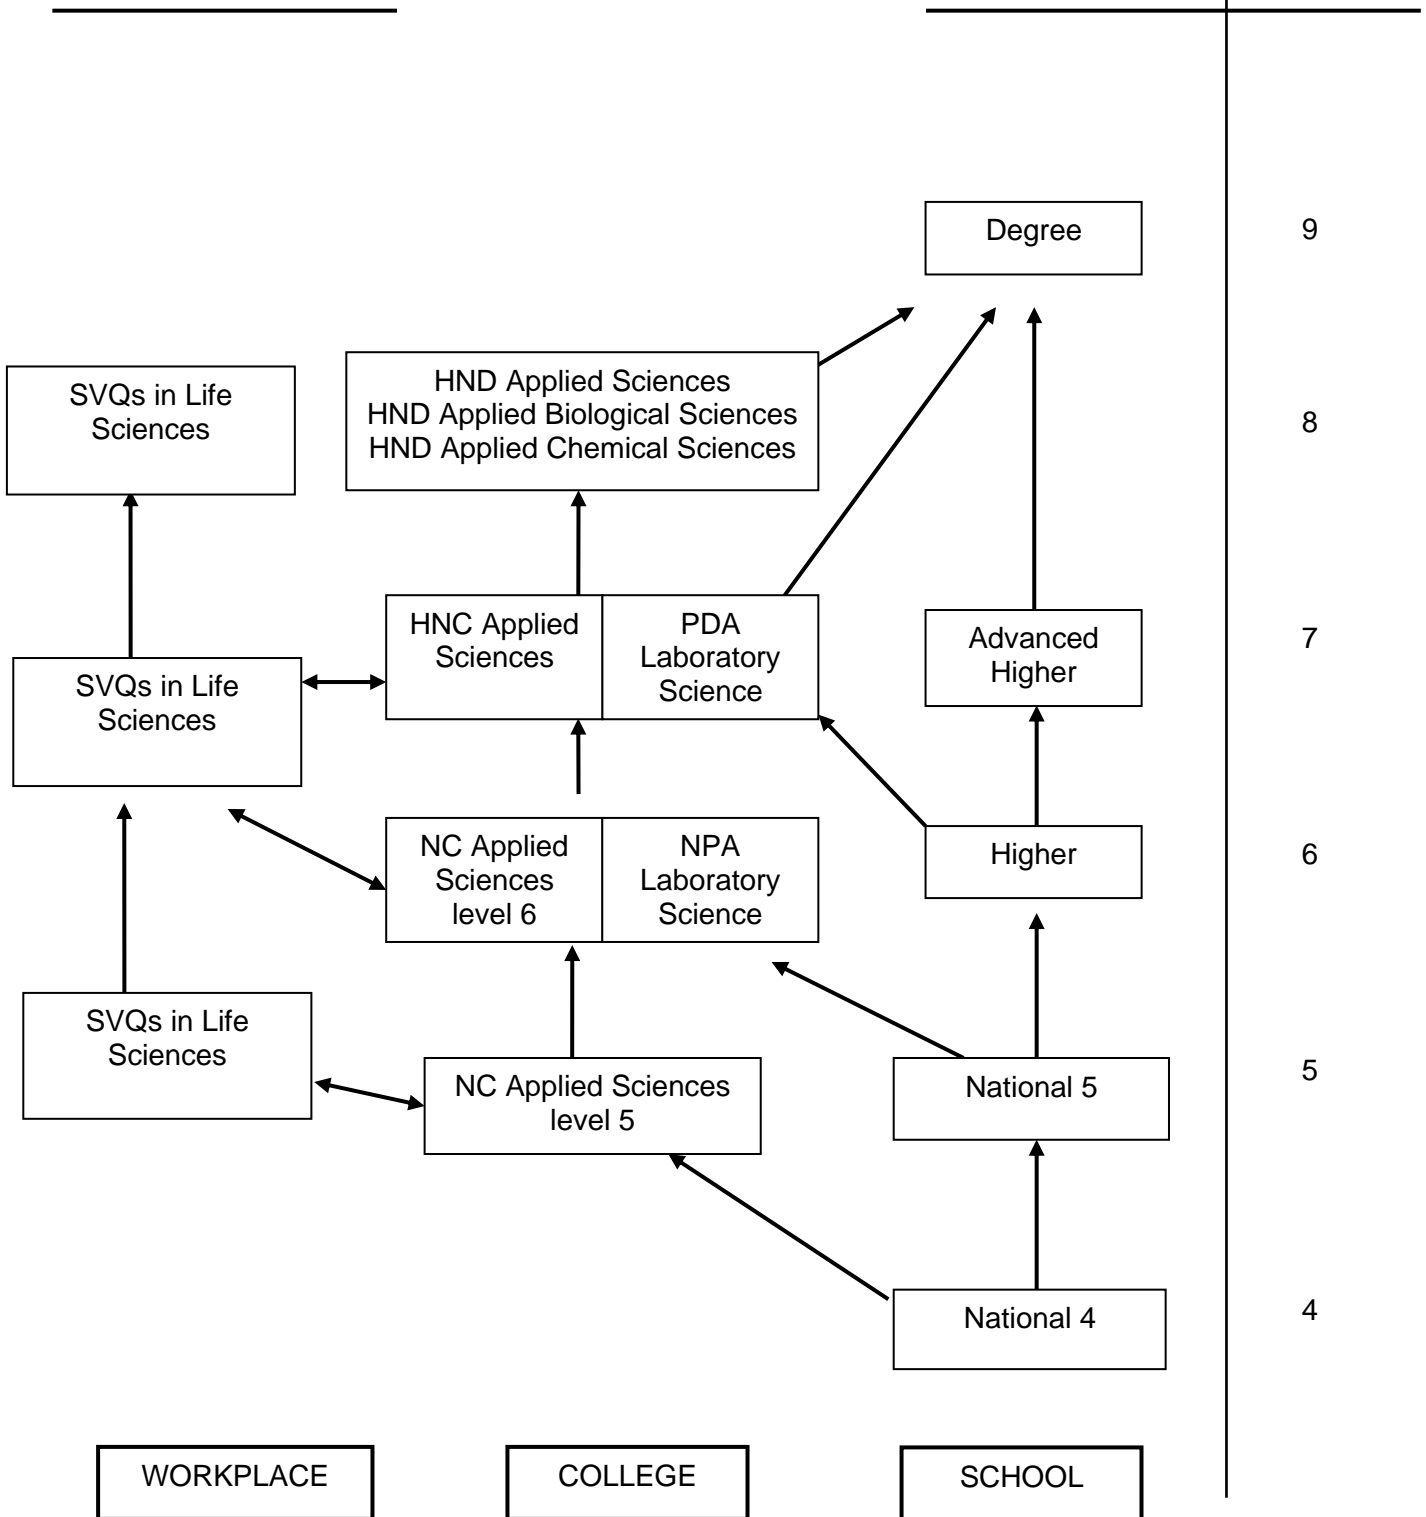 Degree
9
SVQs in Life
Sciences
HND Applied Sciences
HND Applied Biological Sciences
HND Applied Chemical Sciences
8
SVQs in Life
Sciences
HNC Applied
Sciences
PDA
Laboratory
Science
Advanced
Higher
7
NC Applied
Sciences
level 6
NPA
Laboratory
Science
Higher
6
SVQs in Life
Sciences
NC Applied Sciences
level 5
National 5
5
National 4
4
WORKPLACE
COLLEGE
SCHOOL